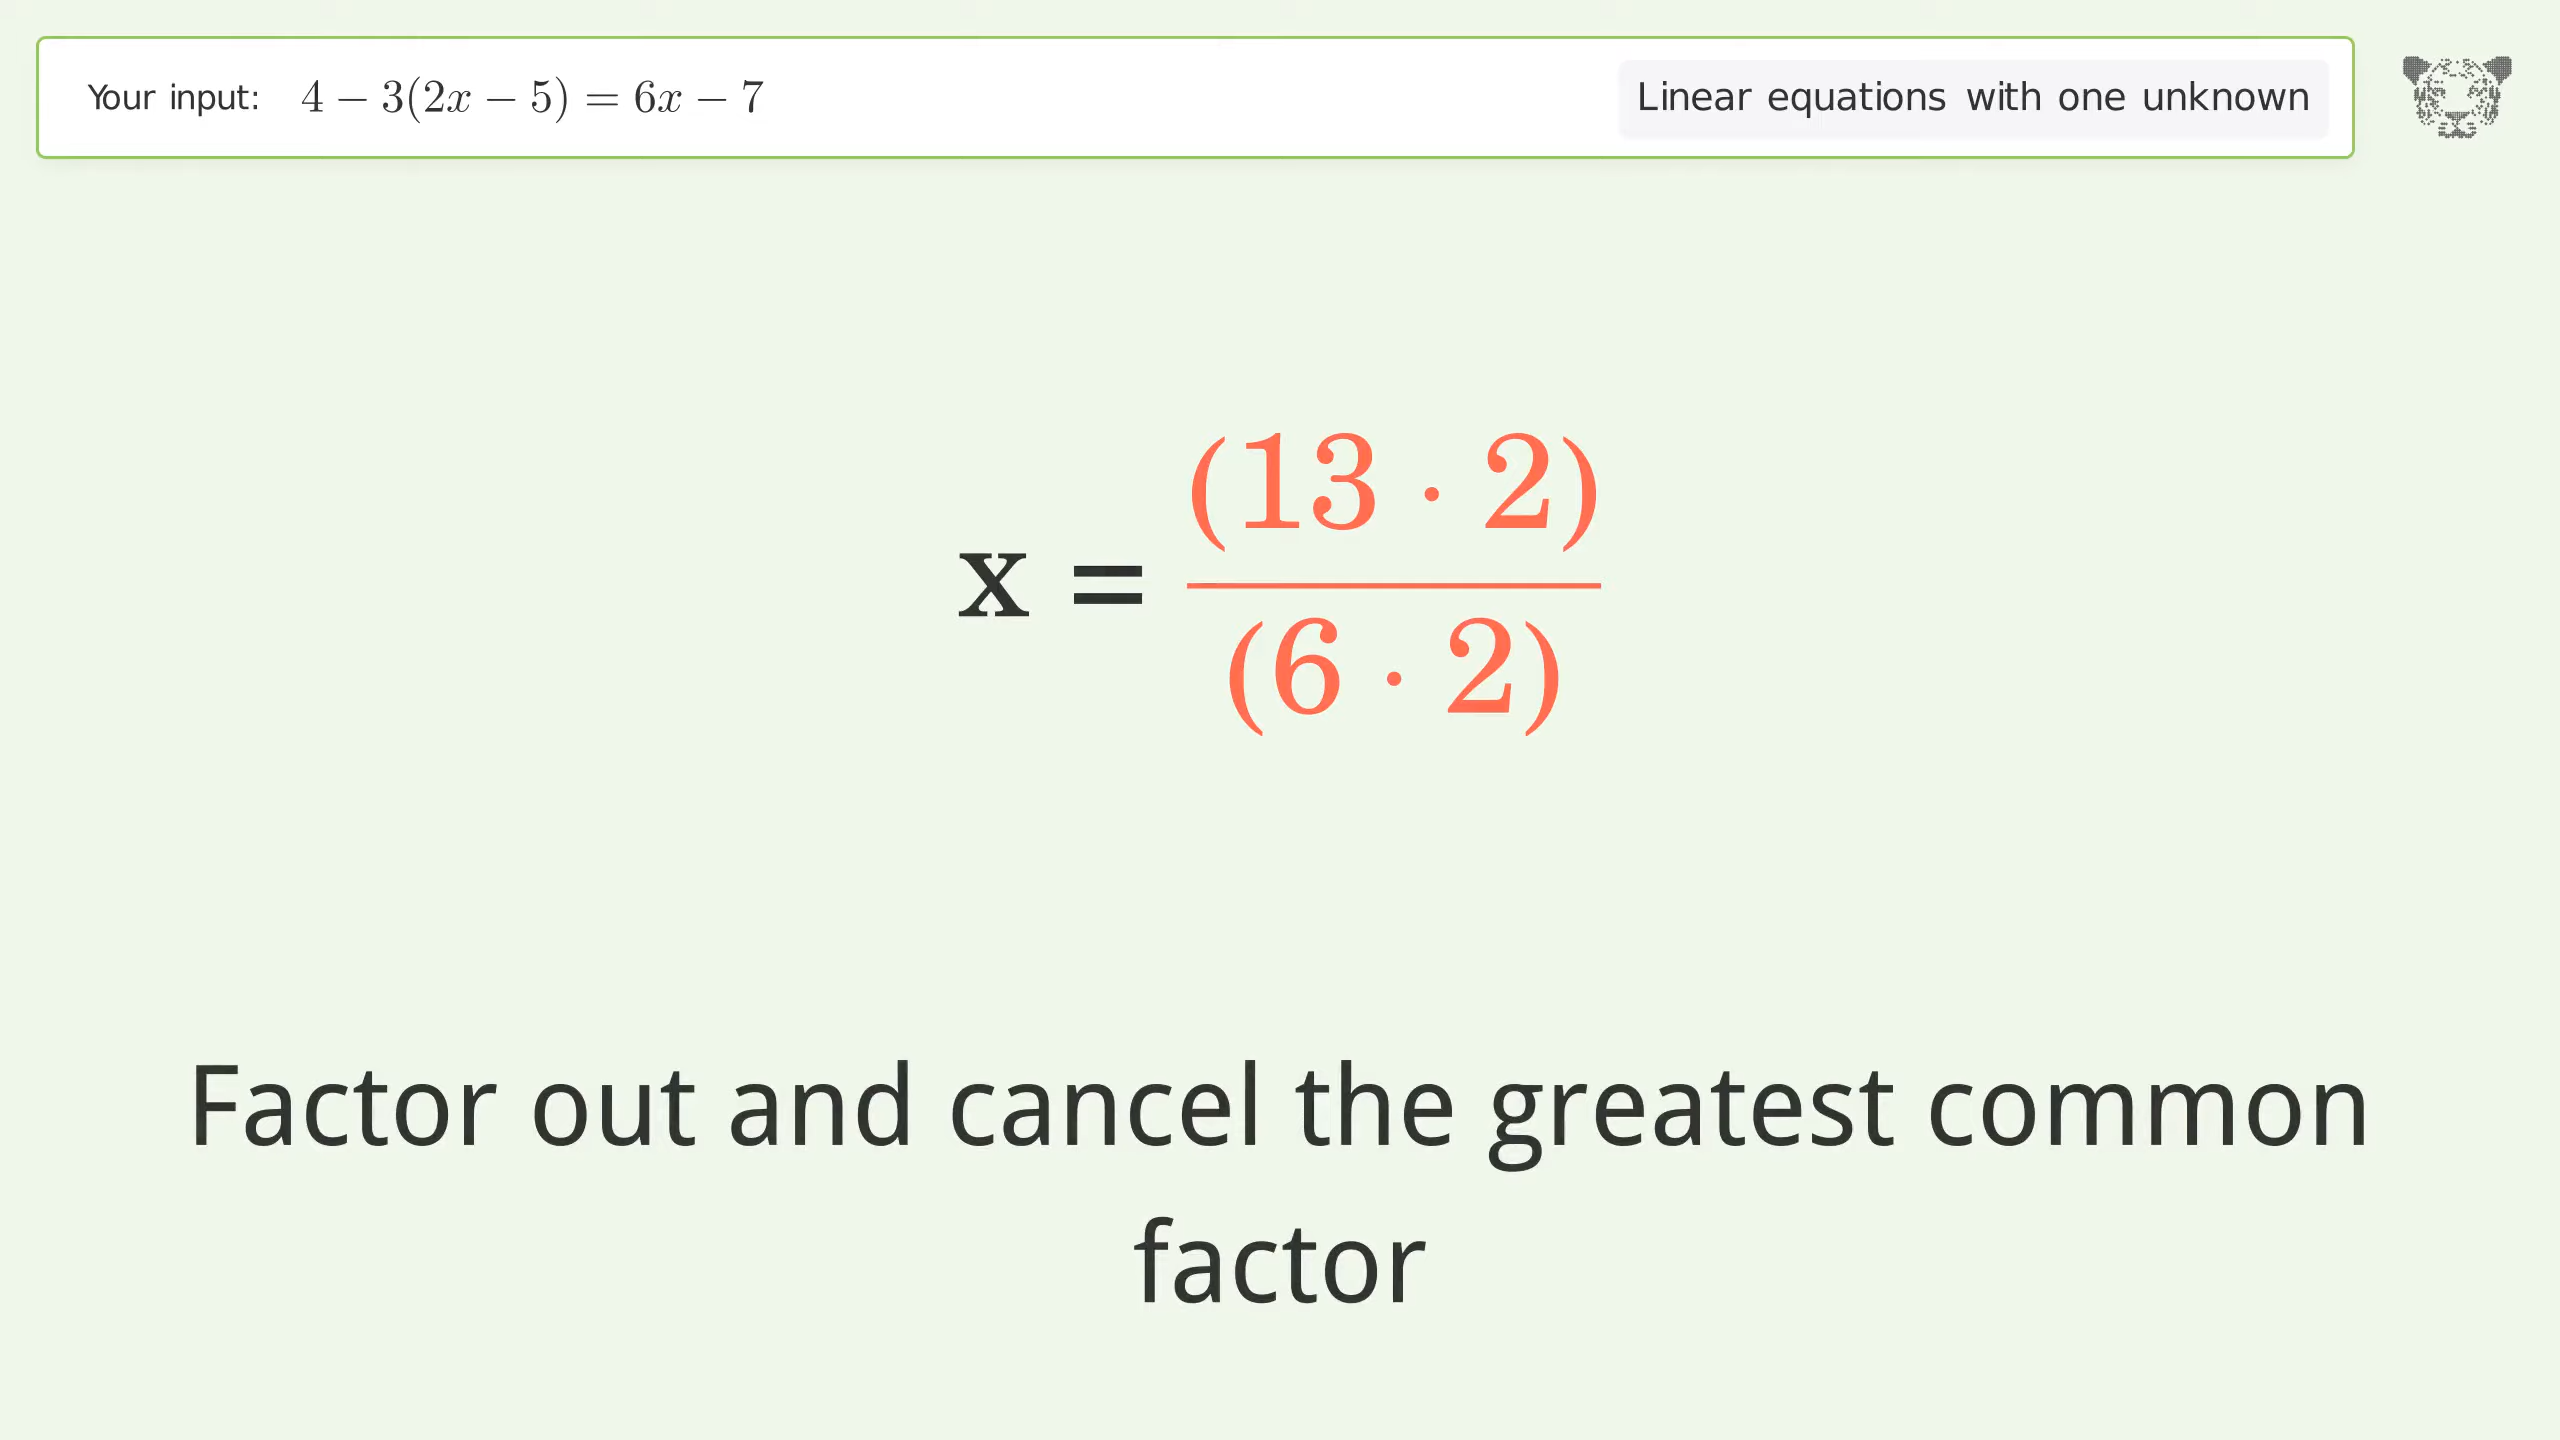 Your input: 4 − 3(2x − 5) = 6x − 7
Linear equations with one unknown
x = (13 · 2) / (6 · 2)
Factor out and cancel the greatest common
factor